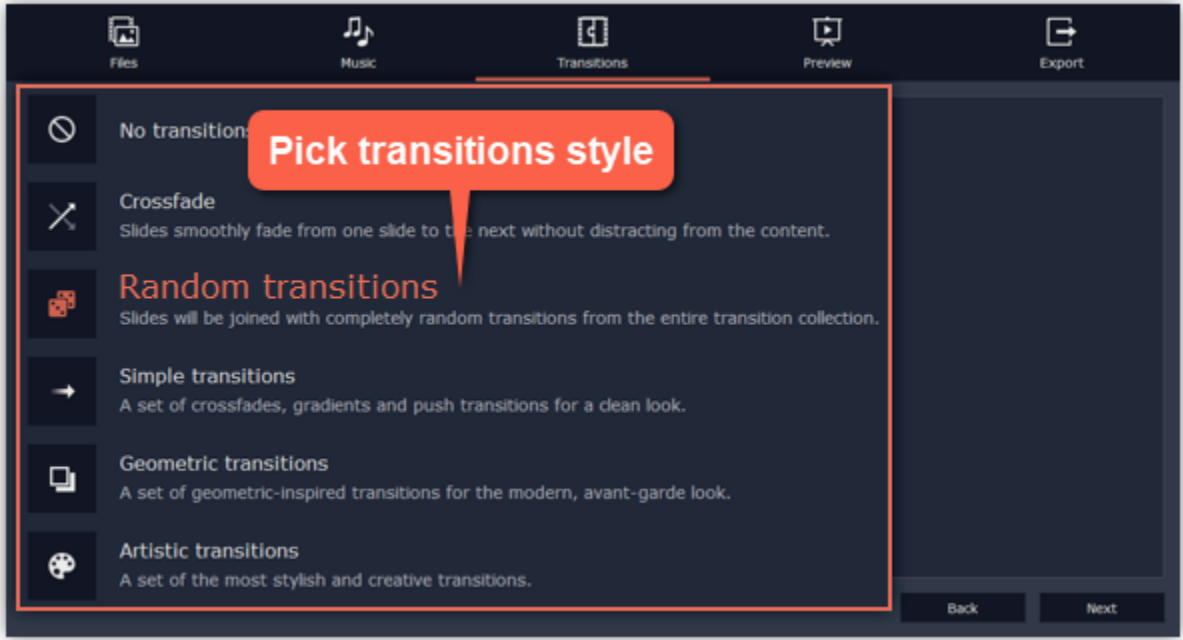 Files Music Transitions Preview Export
No transitions
Pick transitions style
Crossfade
Slides smoothly fade from one slide to the next without distracting from the content.
Random transitions
Slides will be joined with completely random transitions from the entire transition collection.
Simple transitions
A set of crossfades, gradients and push transitions for a clean look.
Geometric transitions
A set of geometric-inspired transitions for the modern, avant-garde look.
Artistic transitions
A set of the most stylish and creative transitions.
Back Next